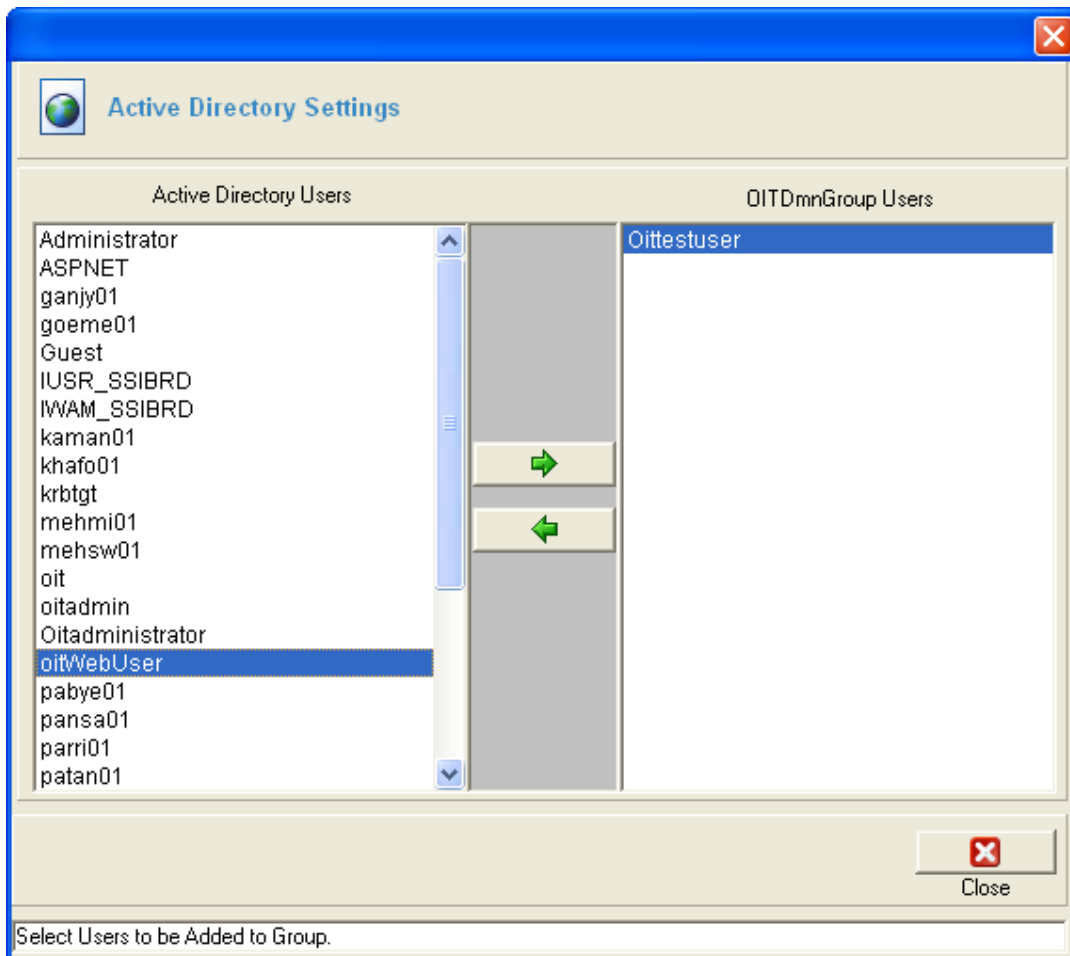 Active Directory Settings
Active Directory Users
OITDmnGroup Users
Administrator
ASPNET
ganjy01
goeme01
Guest
IUSR_SSIBRD
IWAM_SSIBRD
kaman01
khafo01
krbtgt
mehmi01
mehsw01
oit
oitadmin
Oitadministrator
oitWebUser
pabye01
pansa01
parri01
patan01
Oittestuser
Close
Select Users to be Added to Group.